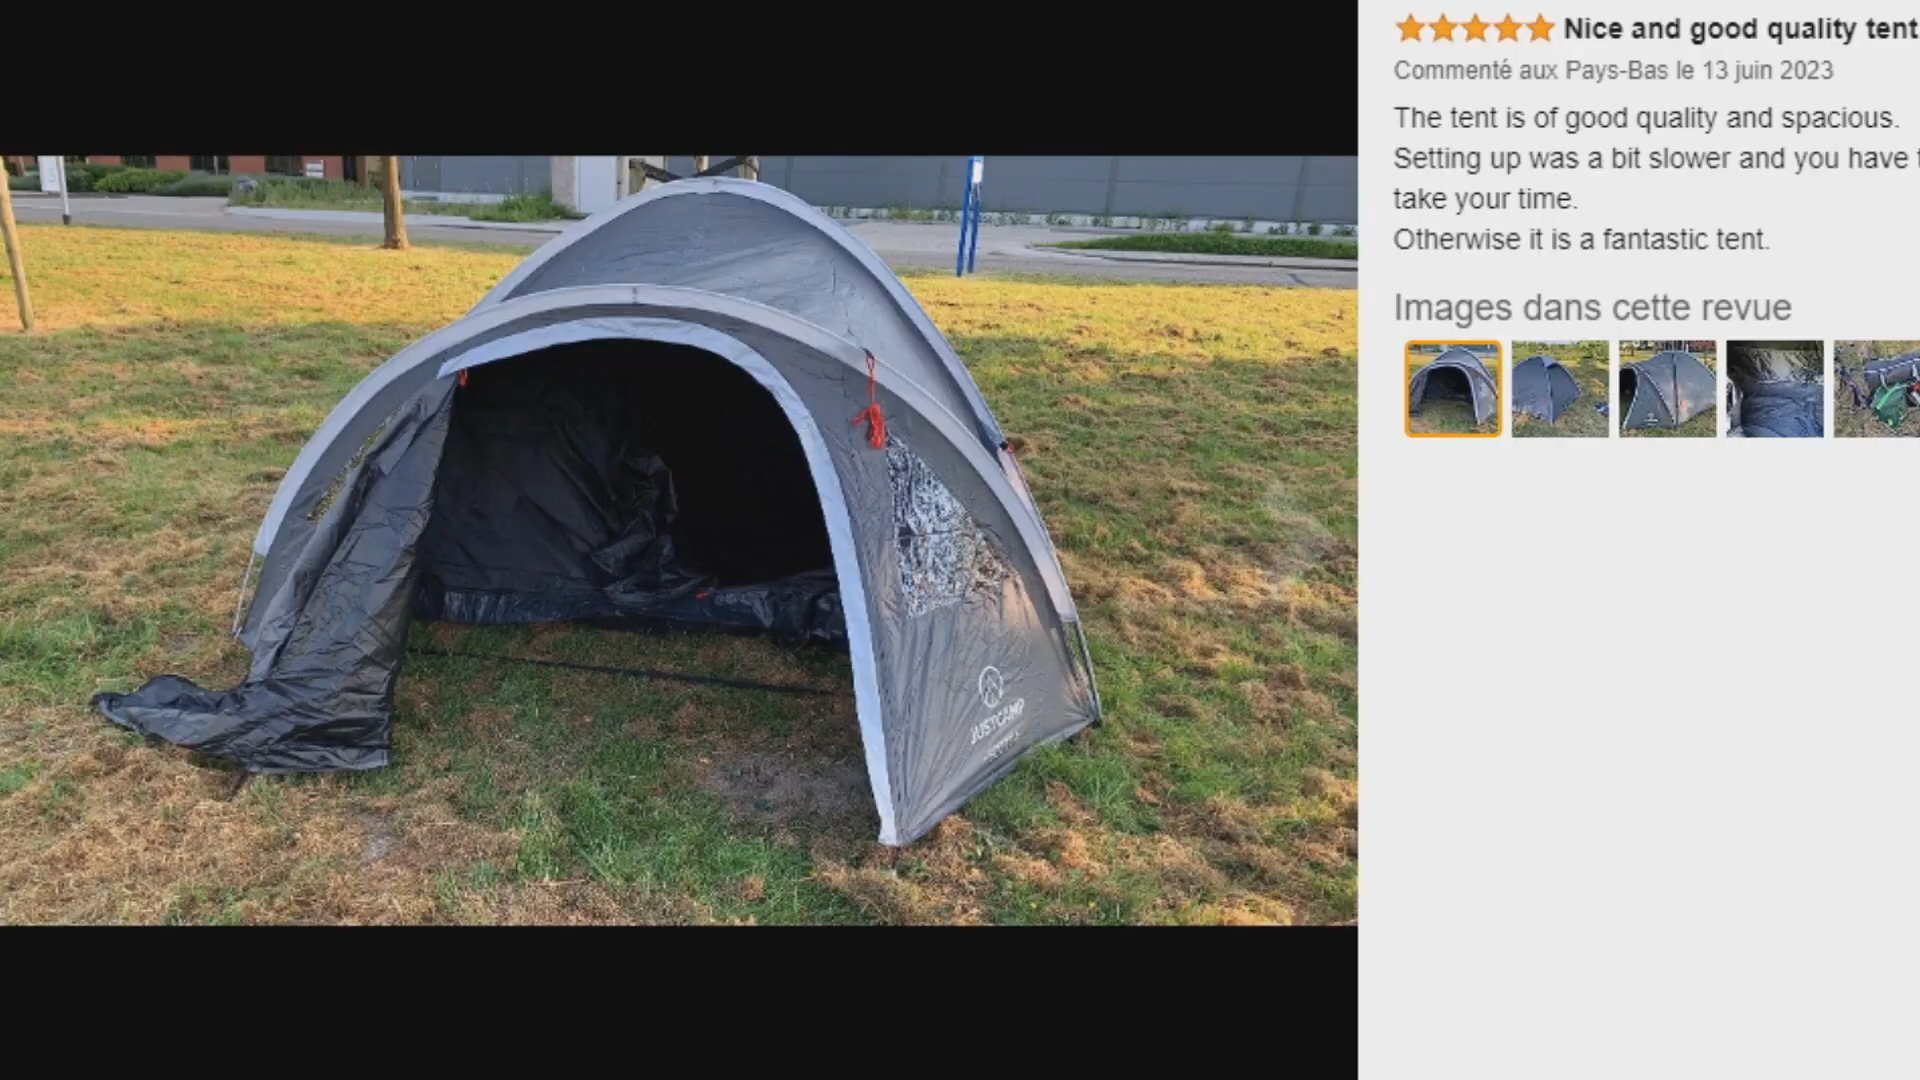 Nice and good quality tent
Commenté aux Pays-Bas le 13 juin 2023
The tent is of good quality and spacious.
Setting up was a bit slower and you have
take your time.
Otherwise it is a fantastic tent.
Images dans cette revue
JUSTCAMP